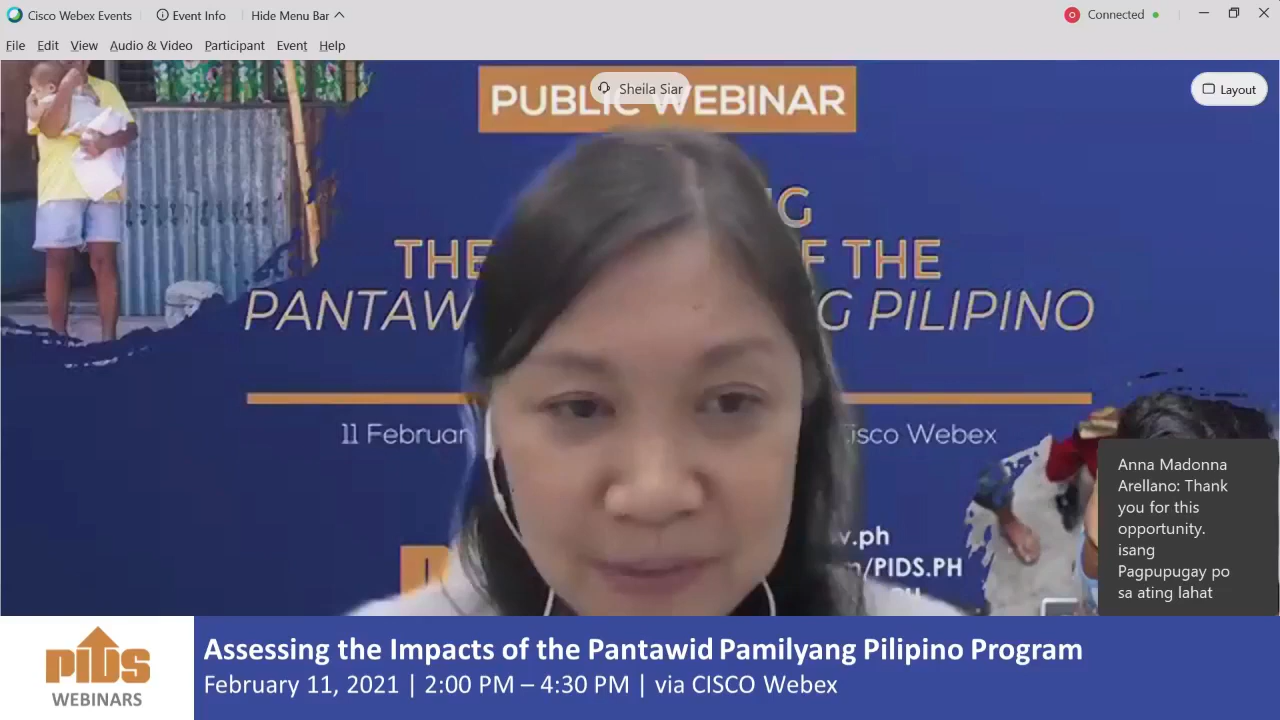 Cisco Webex Events
Event Info
Hide Menu Bar
Connected
File Edit View Audio & Video Participant Event Help
Sheila Siar
Layout
PUBLIC WEBINAR
NG
THE F THE
PANTAW NG PILIPINO
11 Februar isco Webex
v.ph
/PIDS.PH
Anna Madonna
Arellano: Thank
you for this
opportunity.
isang
Pagpupugay po
sa ating lahat
PIDS
WEBINARS
Assessing the Impacts of the Pantawid Pamilyang Pilipino Program
February 11, 2021 | 2:00 PM – 4:30 PM | via CISCO Webex